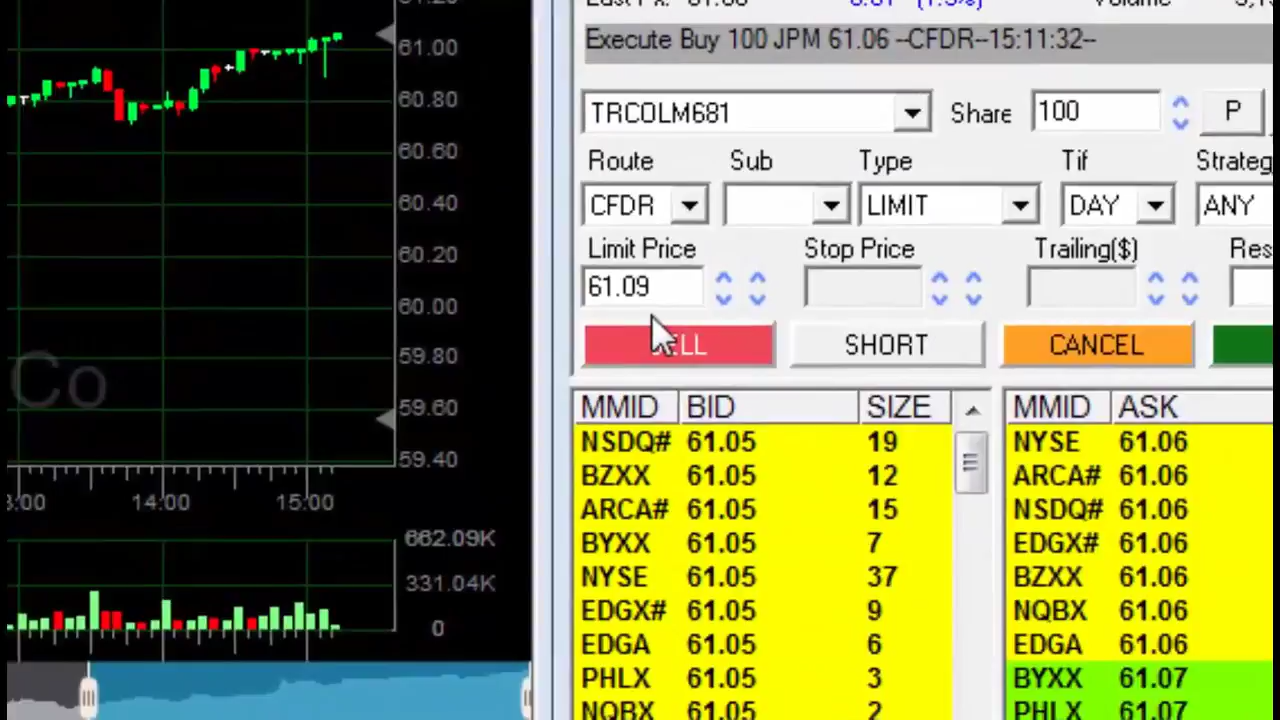 61.20
61.00
60.80
60.60
60.40
60.20
60.00
59.80
59.60
59.40
Co
3:00 14:00 15:00
662.09K
331.04K
0
Volume
Execute Buy 100 JPM 61.06 --CFDR--15:11:32--
TRCOLM681 Share 100 P
Route Sub Type Tif Strateg
CFDR LIMIT DAY ANY
Limit Price Stop Price Trailing($) Res
61.09
SHORT CANCEL
MMID BID SIZE MMID ASK
NSDQ# 61.05 19 NYSE 61.06
BZXX 61.05 12 ARCA# 61.06
ARCA# 61.05 15 NSDQ# 61.06
BYXX 61.05 7 EDGX# 61.06
NYSE 61.05 37 BZXX 61.06
EDGX# 61.05 9 NQBX 61.06
EDGA 61.05 6 EDGA 61.06
PHLX 61.05 3 BYXX 61.07
NQBX 61.05 2 PHLX 61.07